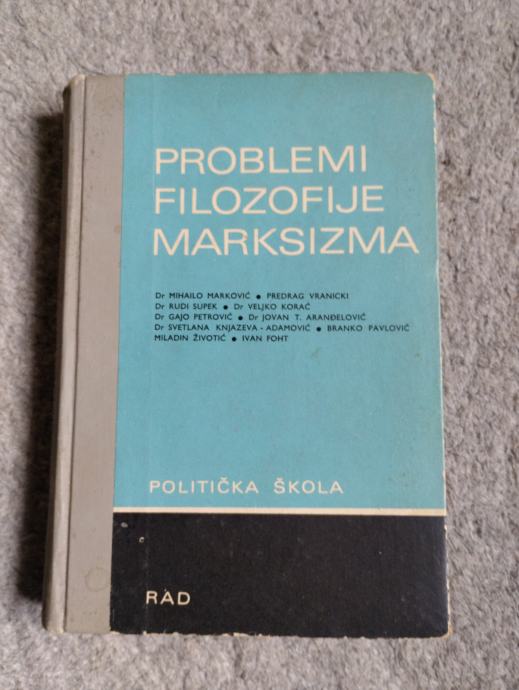 PROBLEMI
FILOZOFIJE
MARKSIZMA
Dr MIHAILO MARKOVIĆ • PREDRAG VRANICKI
Dr RUDI SUPEK • Dr VELJKO KORAĆ
Dr GAJO PETROVIĆ • Dr JOVAN T. ARANĐELOVIĆ
Dr SVETLANA KNJAZEVA-ADAMOVIĆ • BRANKO PAVLOVIĆ
MILADIN ŽIVOTIĆ • IVAN FOHT
POLITIČKA ŠKOLA
RAD